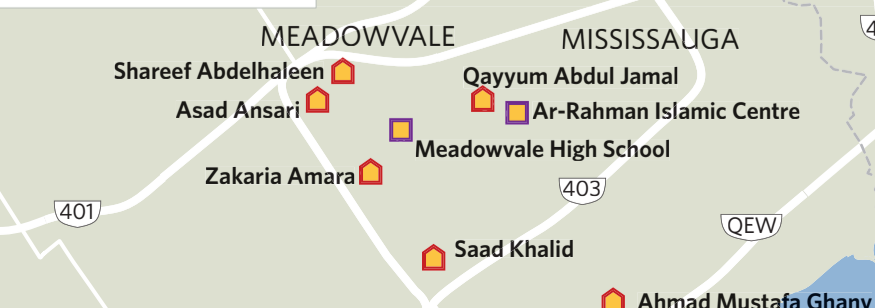 MEADOWVALE
MISSISSAUGA
Shareef Abdelhaleen
Qayyum Abdul Jamal
Asad Ansari
Ar-Rahman Islamic Centre
Meadowvale High School
Zakaria Amara
403
401
QEW
Saad Khalid
Ahmad Mustafa Ghany